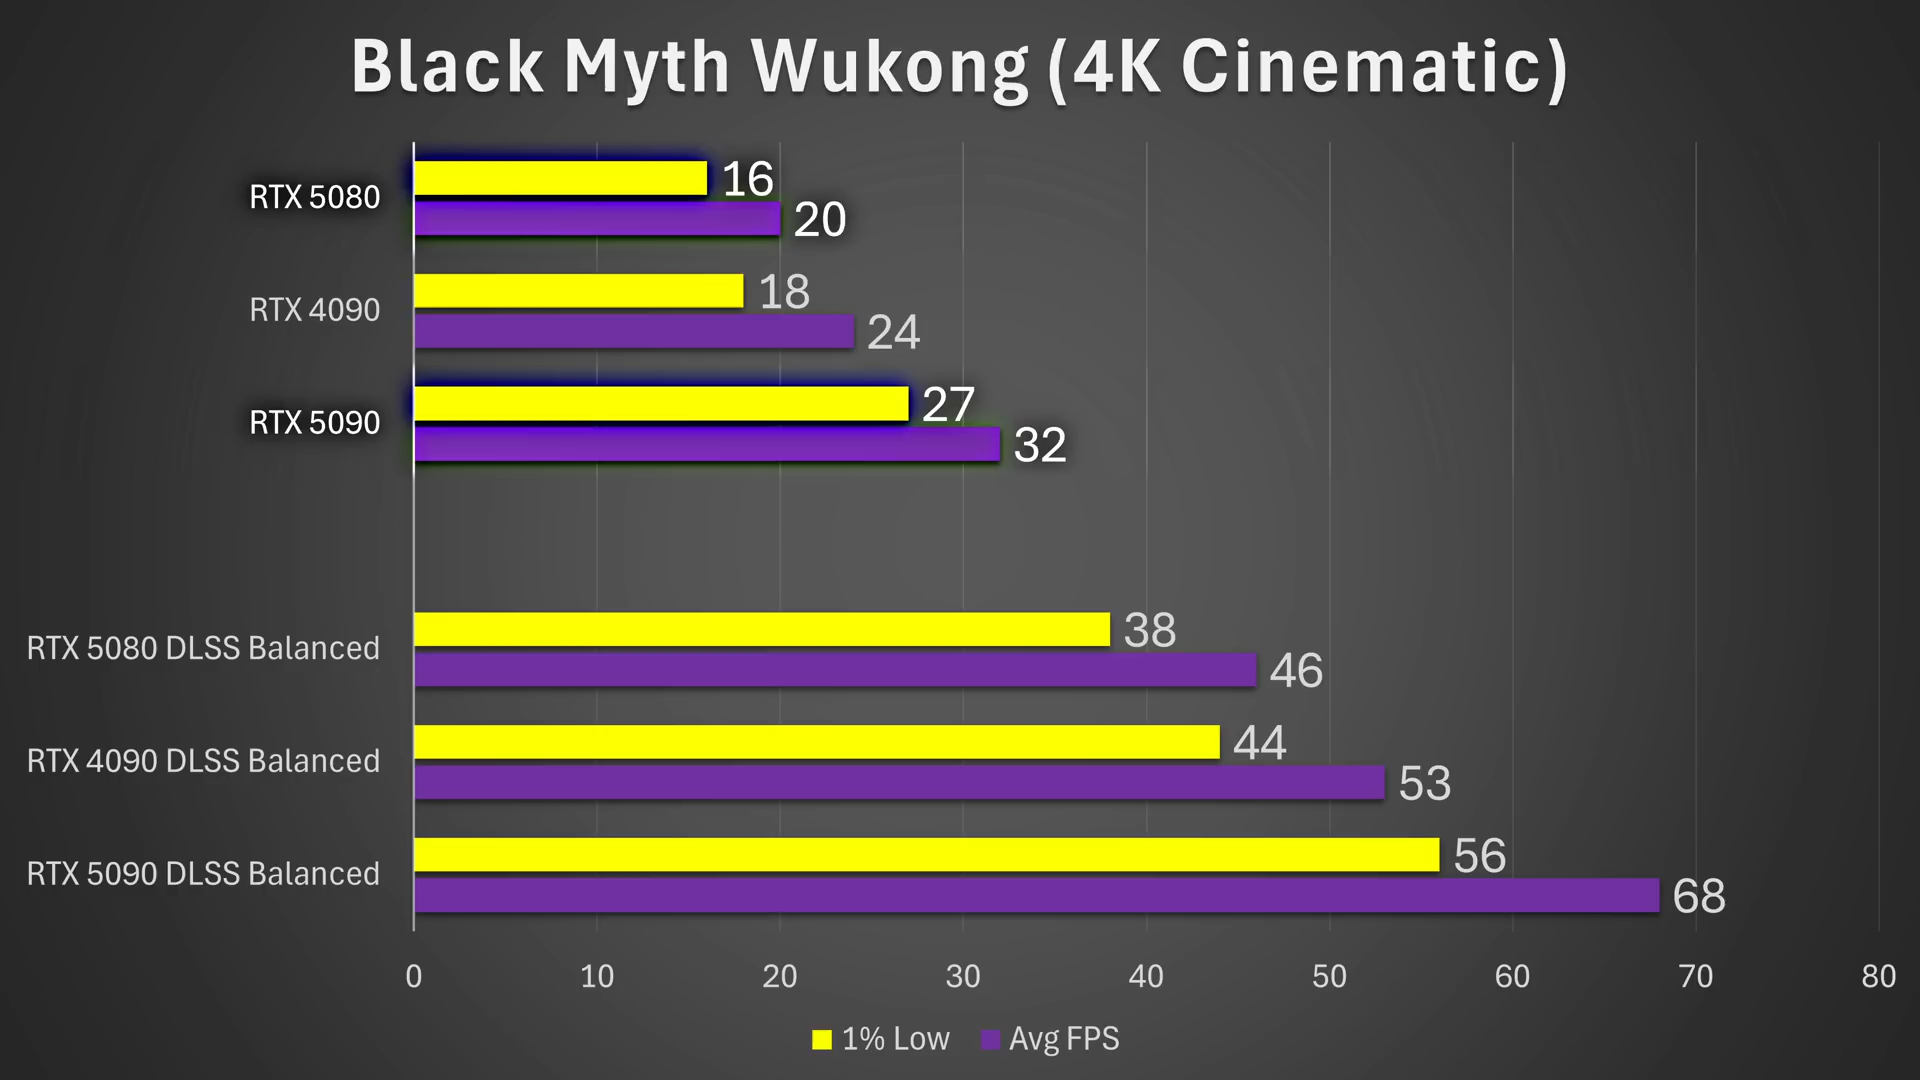 Black Myth Wukong (4K Cinematic)
RTX 5080
16
20
RTX 4090
18
24
RTX 5090
27
32
RTX 5080 DLSS Balanced
38
46
RTX 4090 DLSS Balanced
44
53
RTX 5090 DLSS Balanced
56
68
0 10 20 30 40 50 60 70 80
1% Low Avg FPS